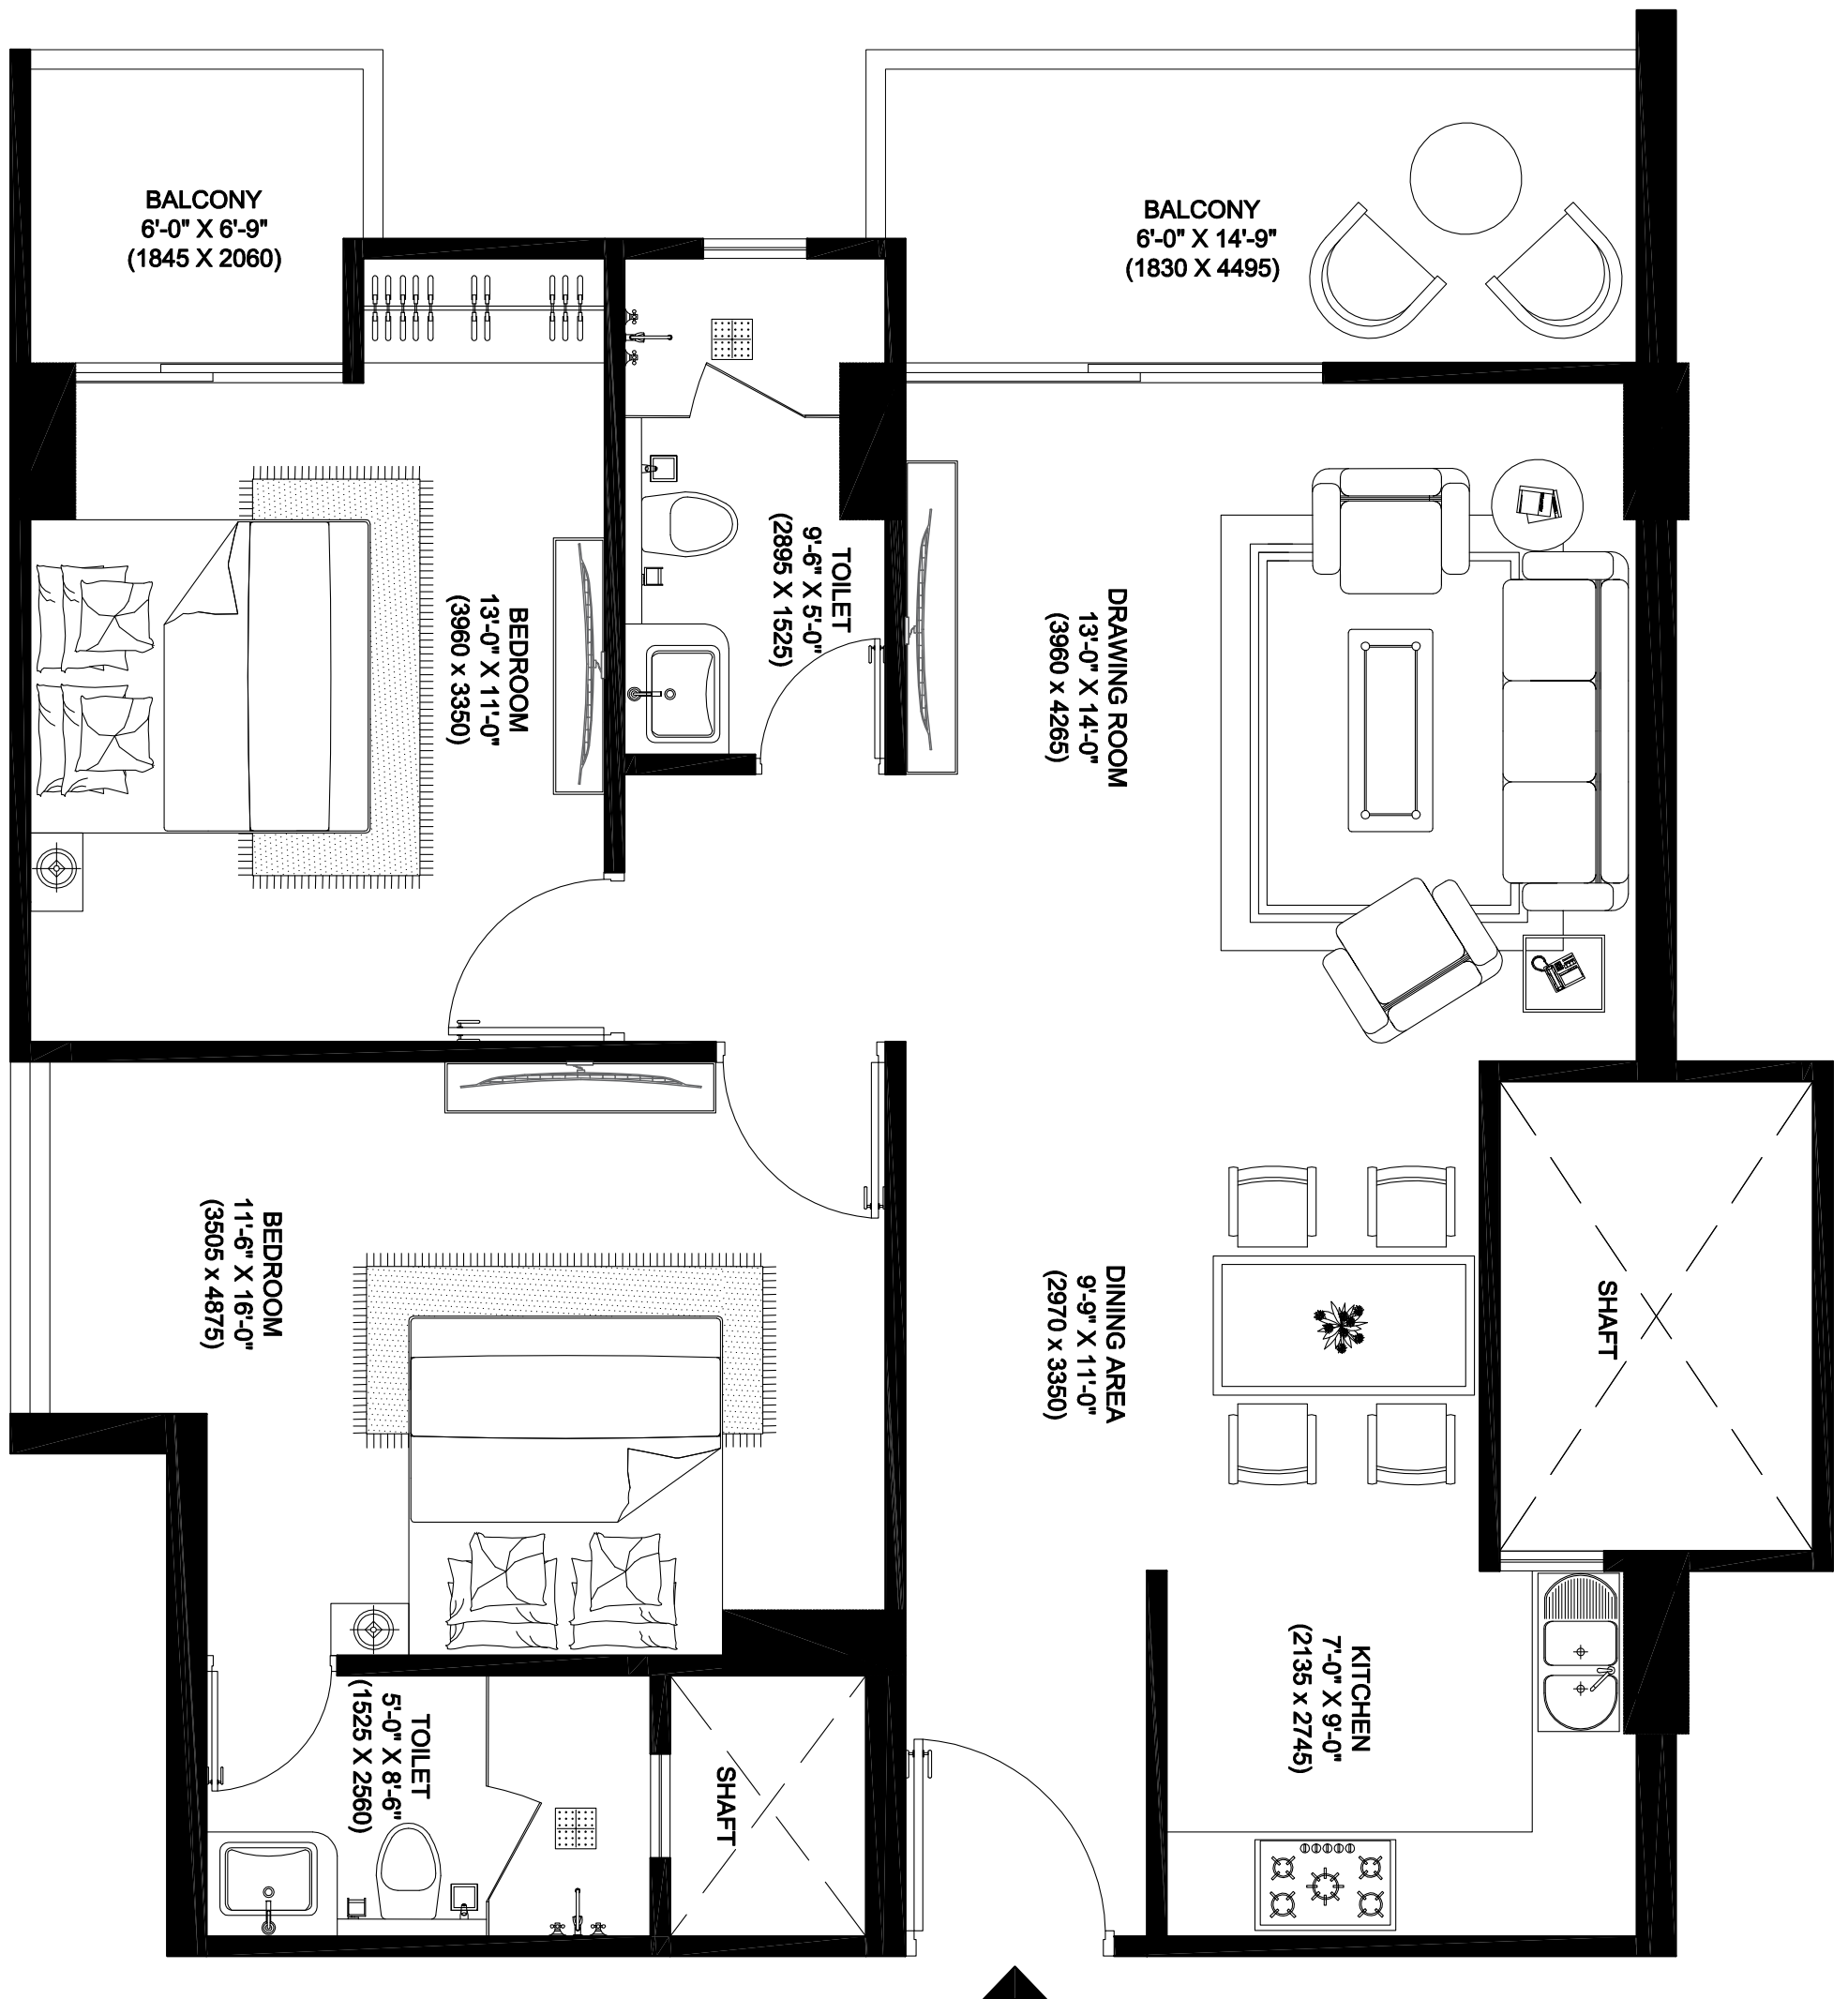 BALCONY
6'-0" X 6'-9"
(1845 X 2060)
BALCONY
6'-0" X 14'-9"
(1830 X 4495)
TOILET
9'-6" X 5'-0"
(2895 X 1525)
BEDROOM
13'-0" X 11'-0"
(3960 x 3350)
DRAWING ROOM
13'-0" X 14'-0"
(3960 x 4265)
BEDROOM
11'-6" X 16'-0"
(3505 x 4875)
DINING AREA
9'-9" X 11'-0"
(2970 x 3350)
SHAFT
KITCHEN
7'-0" X 9'-0"
(2135 x 2745)
TOILET
5'-0" X 8'-6"
(1525 X 2560)
SHAFT